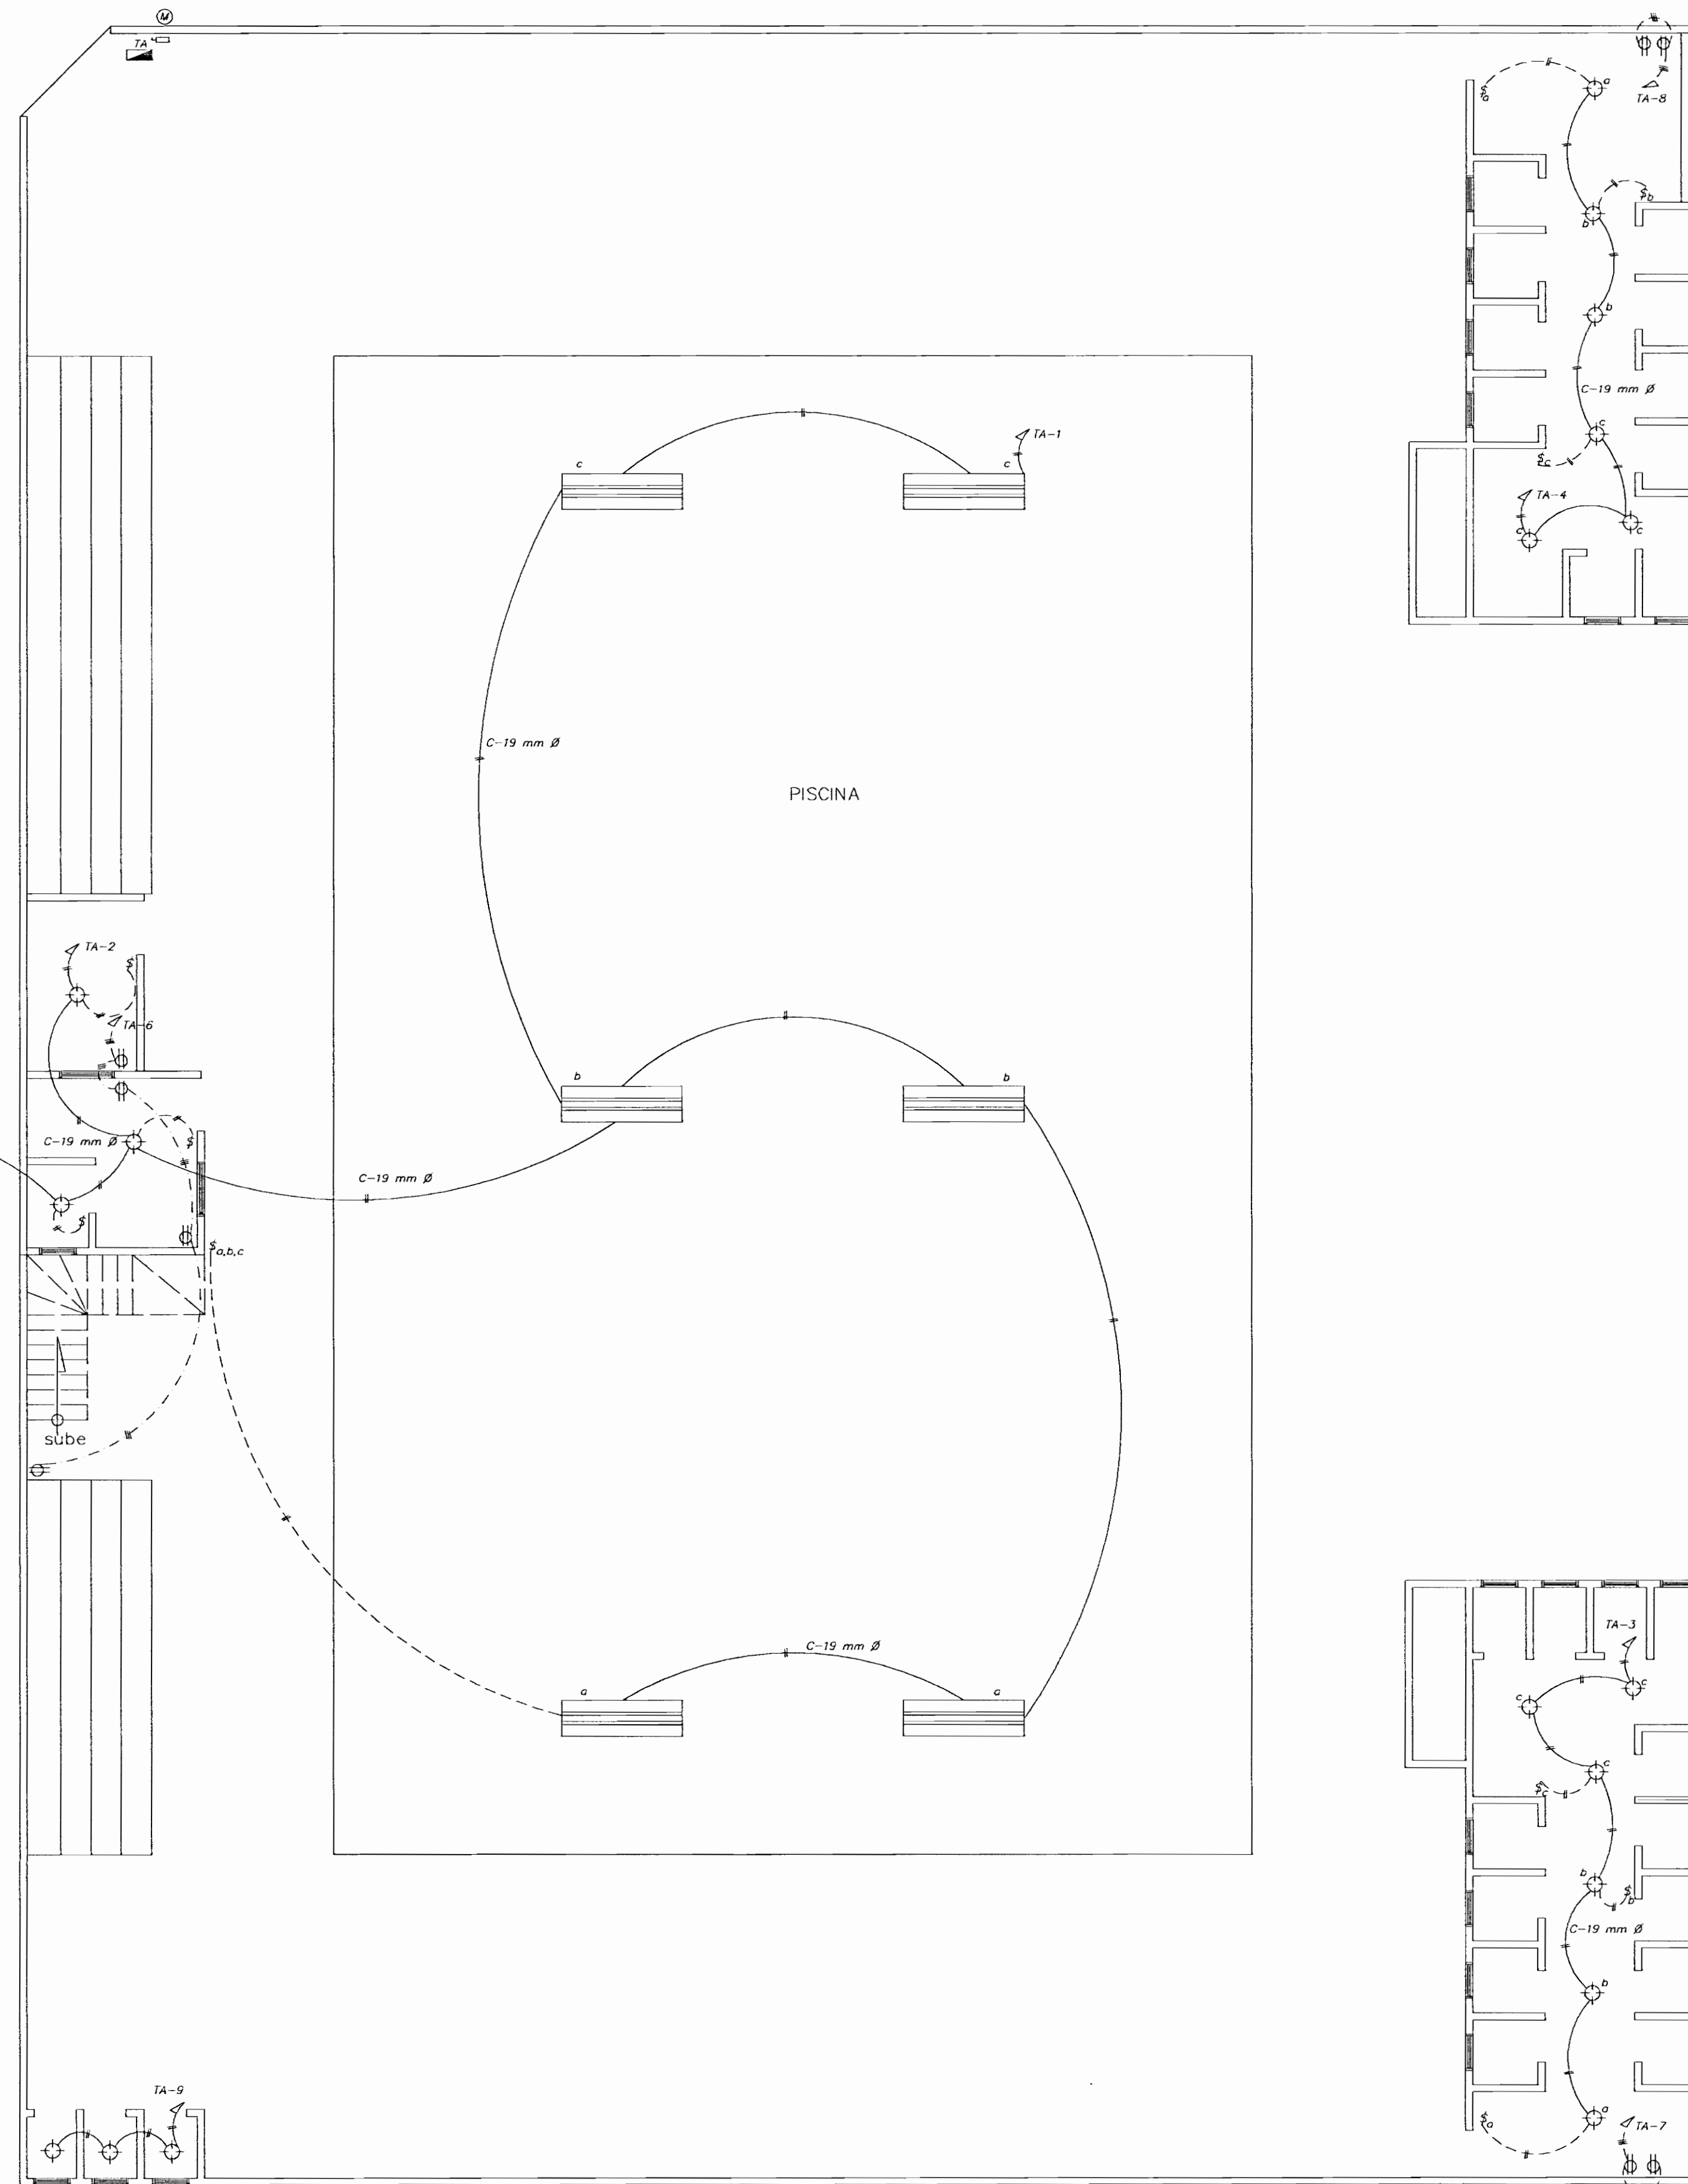 M
TA
a
$a
TA-8
$b
b
b
C-19 mm Ø
c
TA-1
c
c
$c
TA-4
c
c
C-19 mm Ø
PISCINA
TA-2
$
TA-6
b
b
C-19 mm Ø
$
C-19 mm Ø
$
$a,b,c
sube
TA-3
C-19 mm Ø
a
a
c
c
c
$c
b
$b
C-19 mm Ø
b
TA-9
a
$a
TA-7